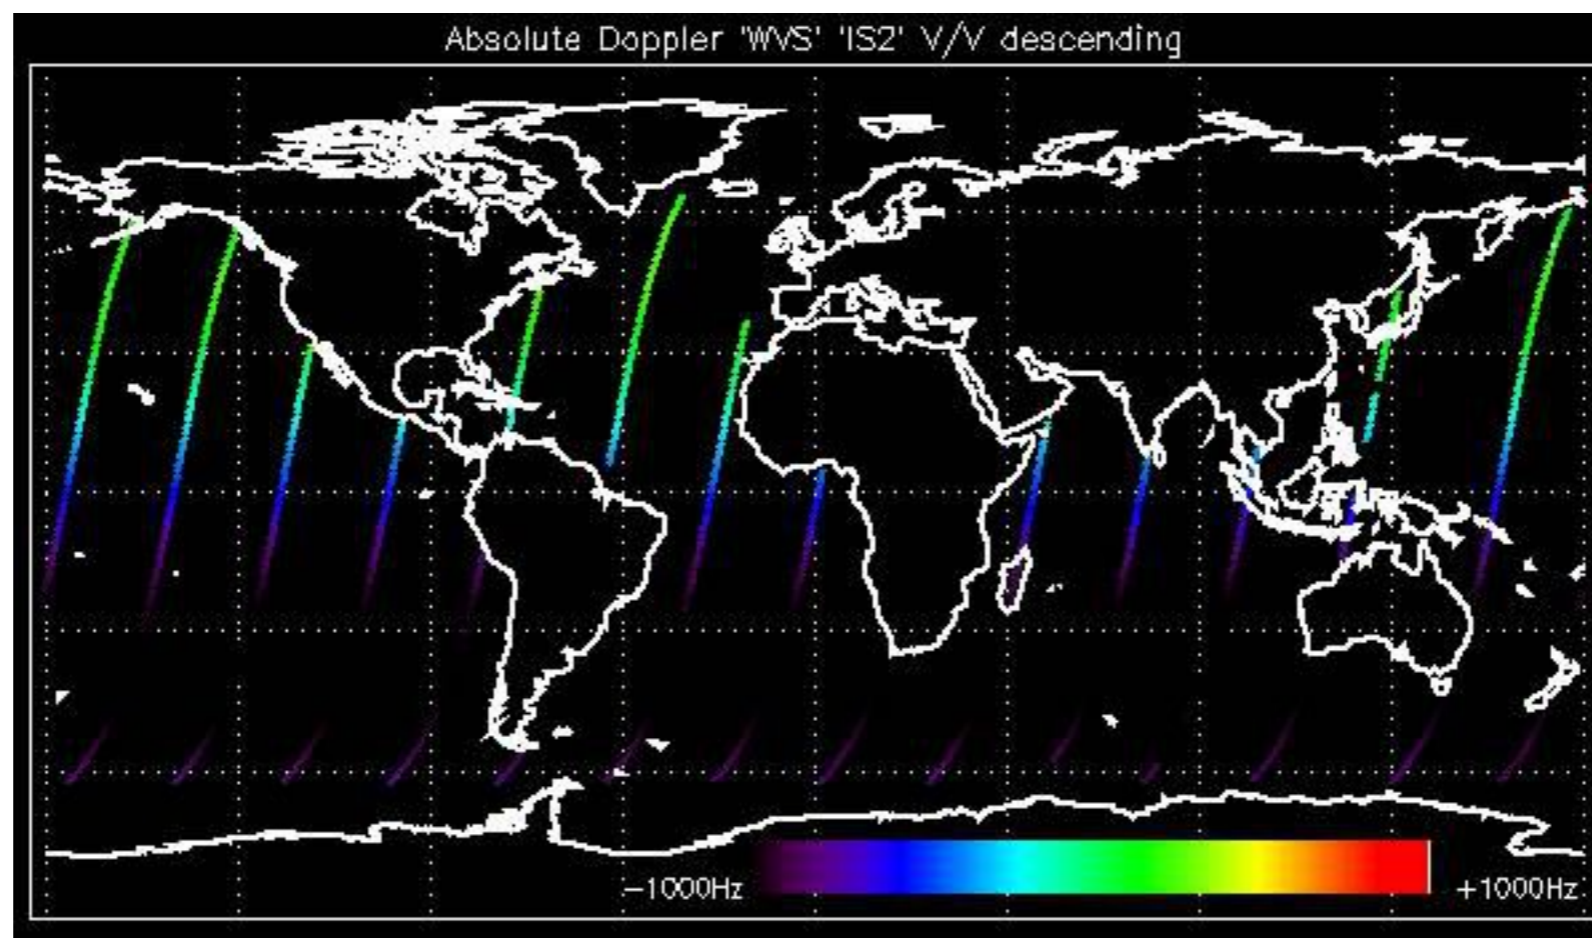 Absolute Doppler 'WVS' 'IS2' V/V descending
−1000Hz +1000Hz